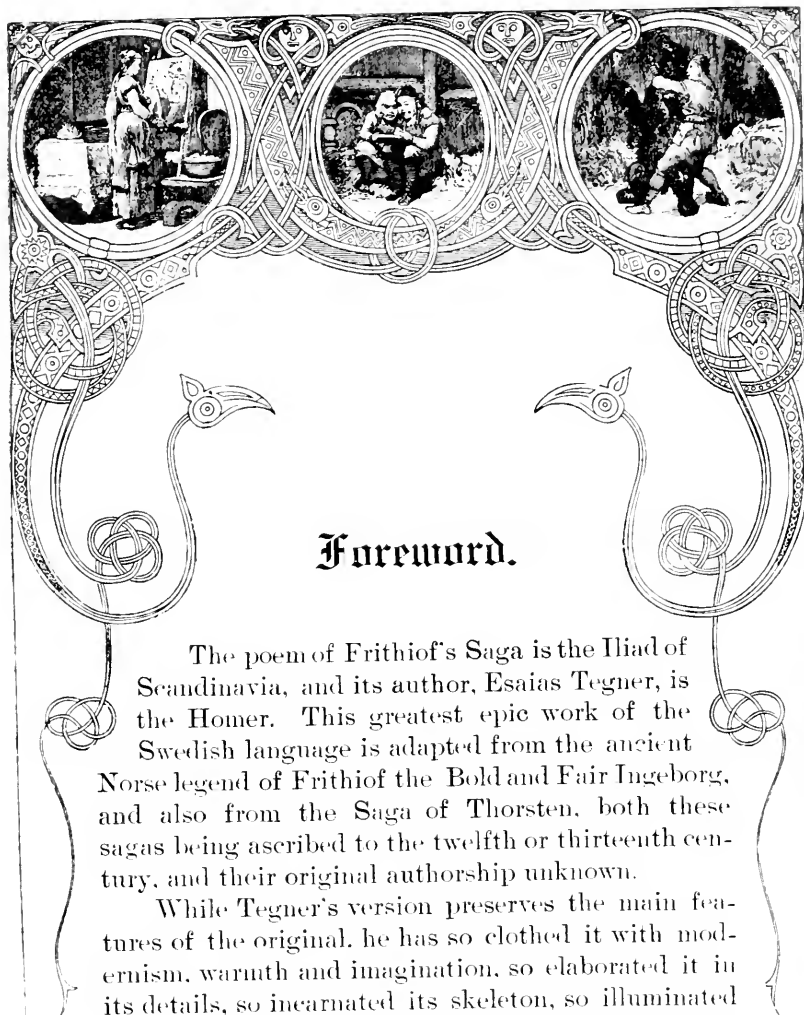 Foreword.
The poem of Frithiof's Saga is the Iliad of
Scandinavia, and its author, Esaias Tegner, is
the Homer. This greatest epic work of the
Swedish language is adapted from the ancient
Norse legend of Frithiof the Bold and Fair Ingeborg,
and also from the Saga of Thorsten, both these
sagas being ascribed to the twelfth or thirteenth cen-
tury, and their original authorship unknown.
While Tegner's version preserves the main fea-
tures of the original, he has so clothed it with mod-
ernism, warmth and imagination, so elaborated it in
its details, so incarnated its skeleton, so illuminated